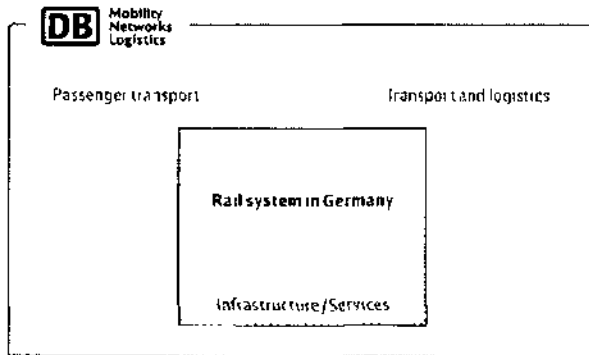 DB
Mobility
Networks
Logistics
Passenger transport
Transport and logistics
Rail system in Germany
Infrastructure/Services